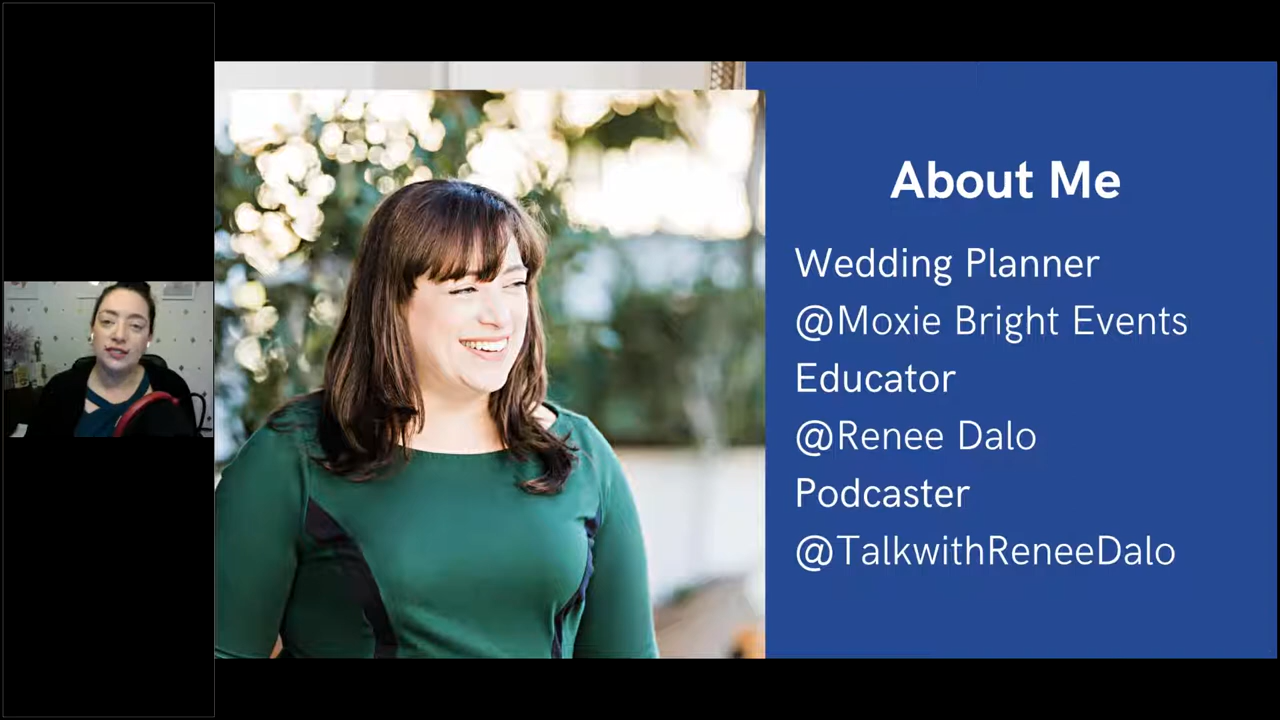 About Me
Wedding Planner
@Moxie Bright Events
Educator
@Renee Dalo
Podcaster
@TalkwithReneeDalo